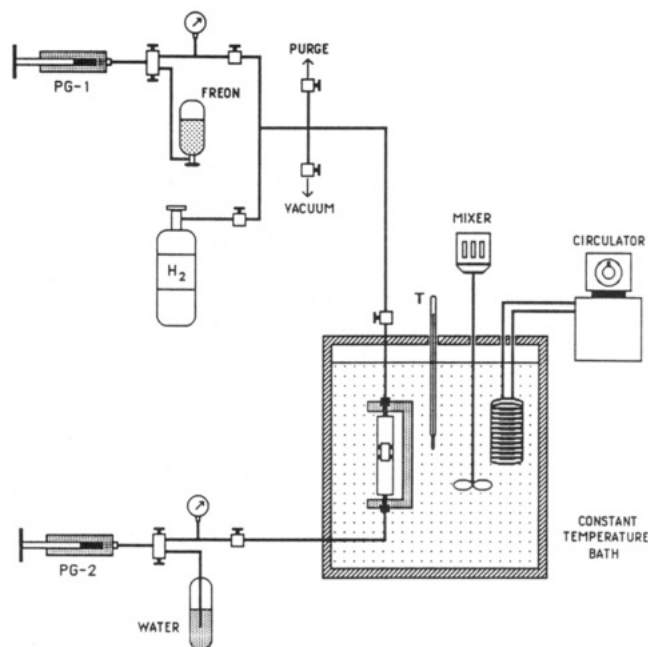 PURGE
PG-1
FREON
VACUUM
MIXER
CIRCULATOR
H2
T
CONSTANT
TEMPERATURE
BATH
PG-2
WATER